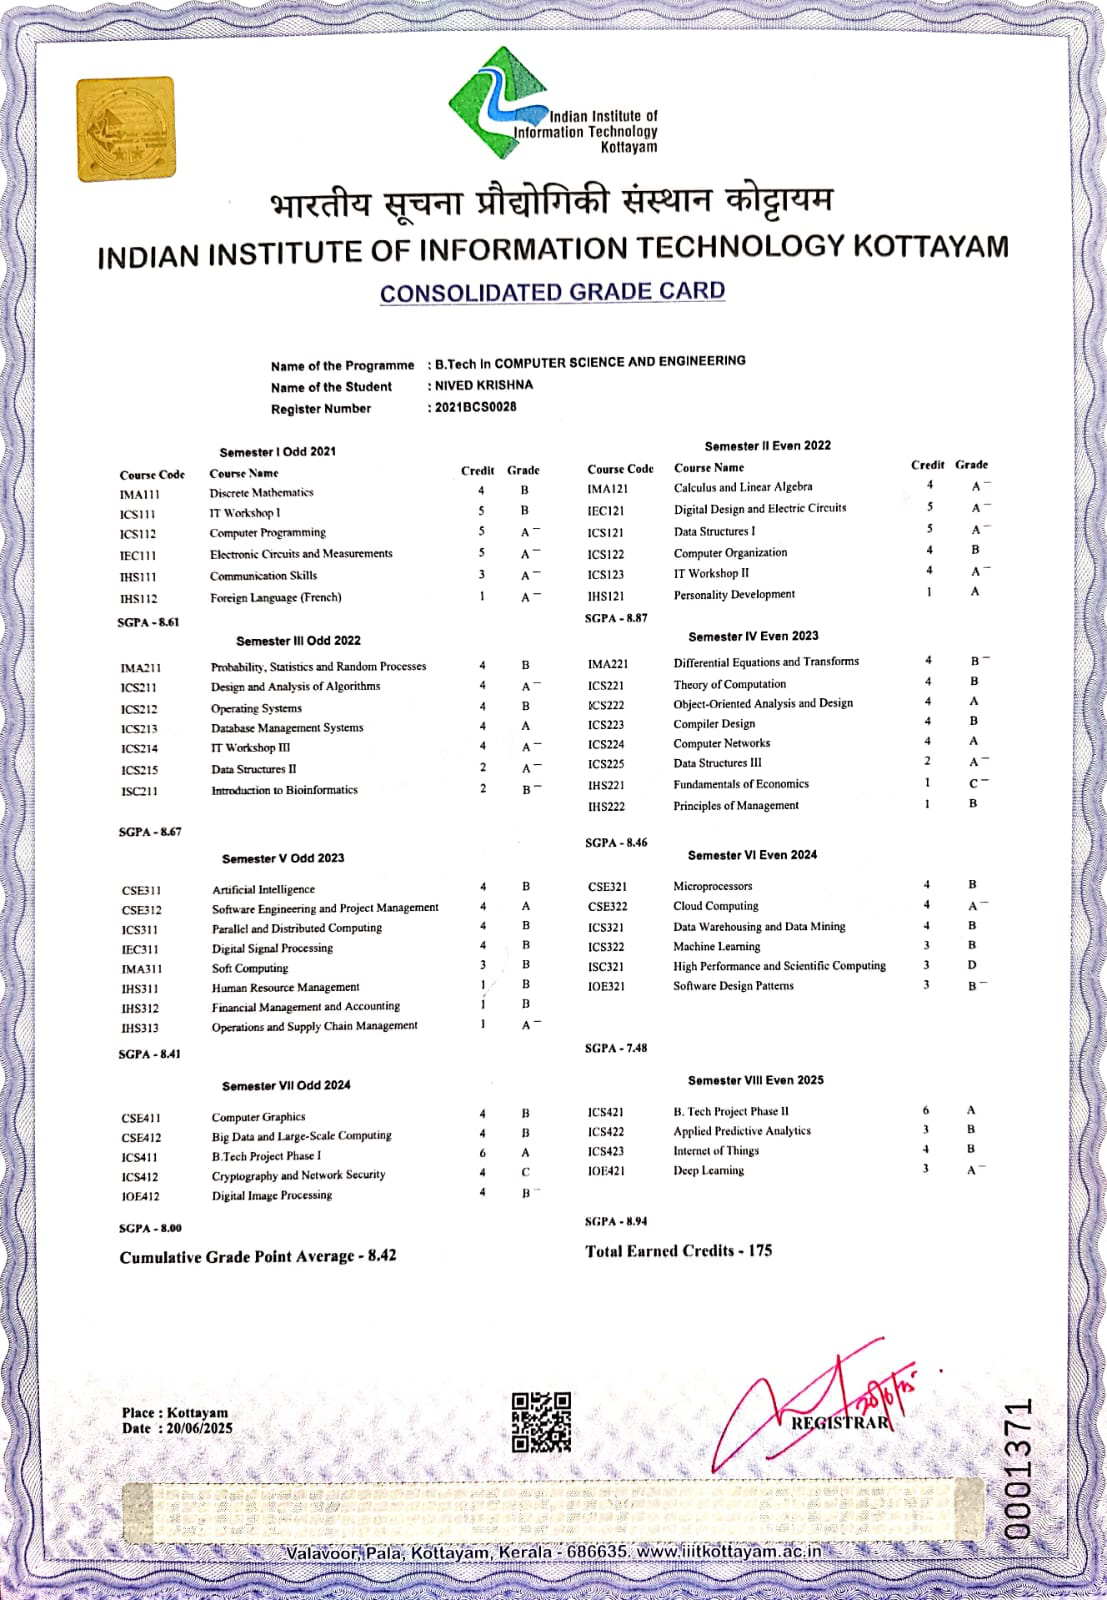 Indian Institute of
Information Technology
Kottayam
भारतीय सूचना प्रौद्योगिकी संस्थान कोट्टायम
INDIAN INSTITUTE OF INFORMATION TECHNOLOGY KOTTAYAM
CONSOLIDATED GRADE CARD
Name of the Programme : B.Tech In COMPUTER SCIENCE AND ENGINEERING
Name of the Student : NIVED KRISHNA
Register Number : 2021BCS0028
Semester I Odd 2021
Course Code Course Name Credit Grade
IMA111 Discrete Mathematics 4 B
ICS111 IT Workshop I 5 B
ICS112 Computer Programming 5 A-
IEC111 Electronic Circuits and Measurements 5 A-
IHS111 Communication Skills 3 A-
IHS112 Foreign Language (French) 1 A-
SGPA - 8.61
Semester II Even 2022
Course Code Course Name Credit Grade
IMA121 Calculus and Linear Algebra 4 A-
IEC121 Digital Design and Electric Circuits 5 A-
ICS121 Data Structures I 5 A-
ICS122 Computer Organization 4 B
ICS123 IT Workshop II 4 A-
IHS121 Personality Development 1 A
SGPA - 8.87
Semester III Odd 2022
IMA211 Probability, Statistics and Random Processes 4 B
ICS211 Design and Analysis of Algorithms 4 A-
ICS212 Operating Systems 4 B
ICS213 Database Management Systems 4 A
ICS214 IT Workshop III 4 A-
ICS215 Data Structures II 2 A-
ISC211 Introduction to Bioinformatics 2 B-
SGPA - 8.67
Semester IV Even 2023
IMA221 Differential Equations and Transforms 4 B-
ICS221 Theory of Computation 4 B
ICS222 Object-Oriented Analysis and Design 4 A
ICS223 Compiler Design 4 B
ICS224 Computer Networks 4 A
ICS225 Data Structures III 2 A-
IHS221 Fundamentals of Economics 1 C-
IHS222 Principles of Management 1 B
SGPA - 8.46
Semester V Odd 2023
CSE311 Artificial Intelligence 4 B
CSE312 Software Engineering and Project Management 4 A
ICS311 Parallel and Distributed Computing 4 B
IEC311 Digital Signal Processing 4 B
IMA311 Soft Computing 3 B
IHS311 Human Resource Management 1 B
IHS312 Financial Management and Accounting 1 B
IHS313 Operations and Supply Chain Management 1 A-
SGPA - 8.41
Semester VI Even 2024
CSE321 Microprocessors 4 B
CSE322 Cloud Computing 4 A-
ICS321 Data Warehousing and Data Mining 4 B
ICS322 Machine Learning 3 B
ISC321 High Performance and Scientific Computing 3 D
IOE321 Software Design Patterns 3 B-
SGPA - 7.48
Semester VII Odd 2024
CSE411 Computer Graphics 4 B
CSE412 Big Data and Large-Scale Computing 4 B
ICS411 B.Tech Project Phase I 6 A
ICS412 Cryptography and Network Security 4 C
IOE412 Digital Image Processing 4 B-
SGPA - 8.00
Semester VIII Even 2025
ICS421 B. Tech Project Phase II 6 A
ICS422 Applied Predictive Analytics 3 B
ICS423 Internet of Things 4 B
IOE421 Deep Learning 3 A-
SGPA - 8.94
Cumulative Grade Point Average - 8.42
Total Earned Credits - 175
Place : Kottayam
Date : 20/06/2025
20/6/25
REGISTRAR
0001371
Valavoor, Pala, Kottayam, Kerala - 686635. www.iiitkottayam.ac.in